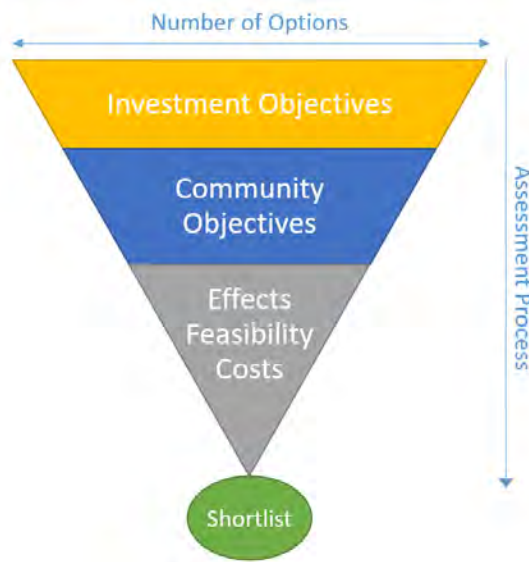 Number of Options
Investment Objectives
Community
Objectives
Effects
Feasibility
Costs
Assessment Process
Shortlist